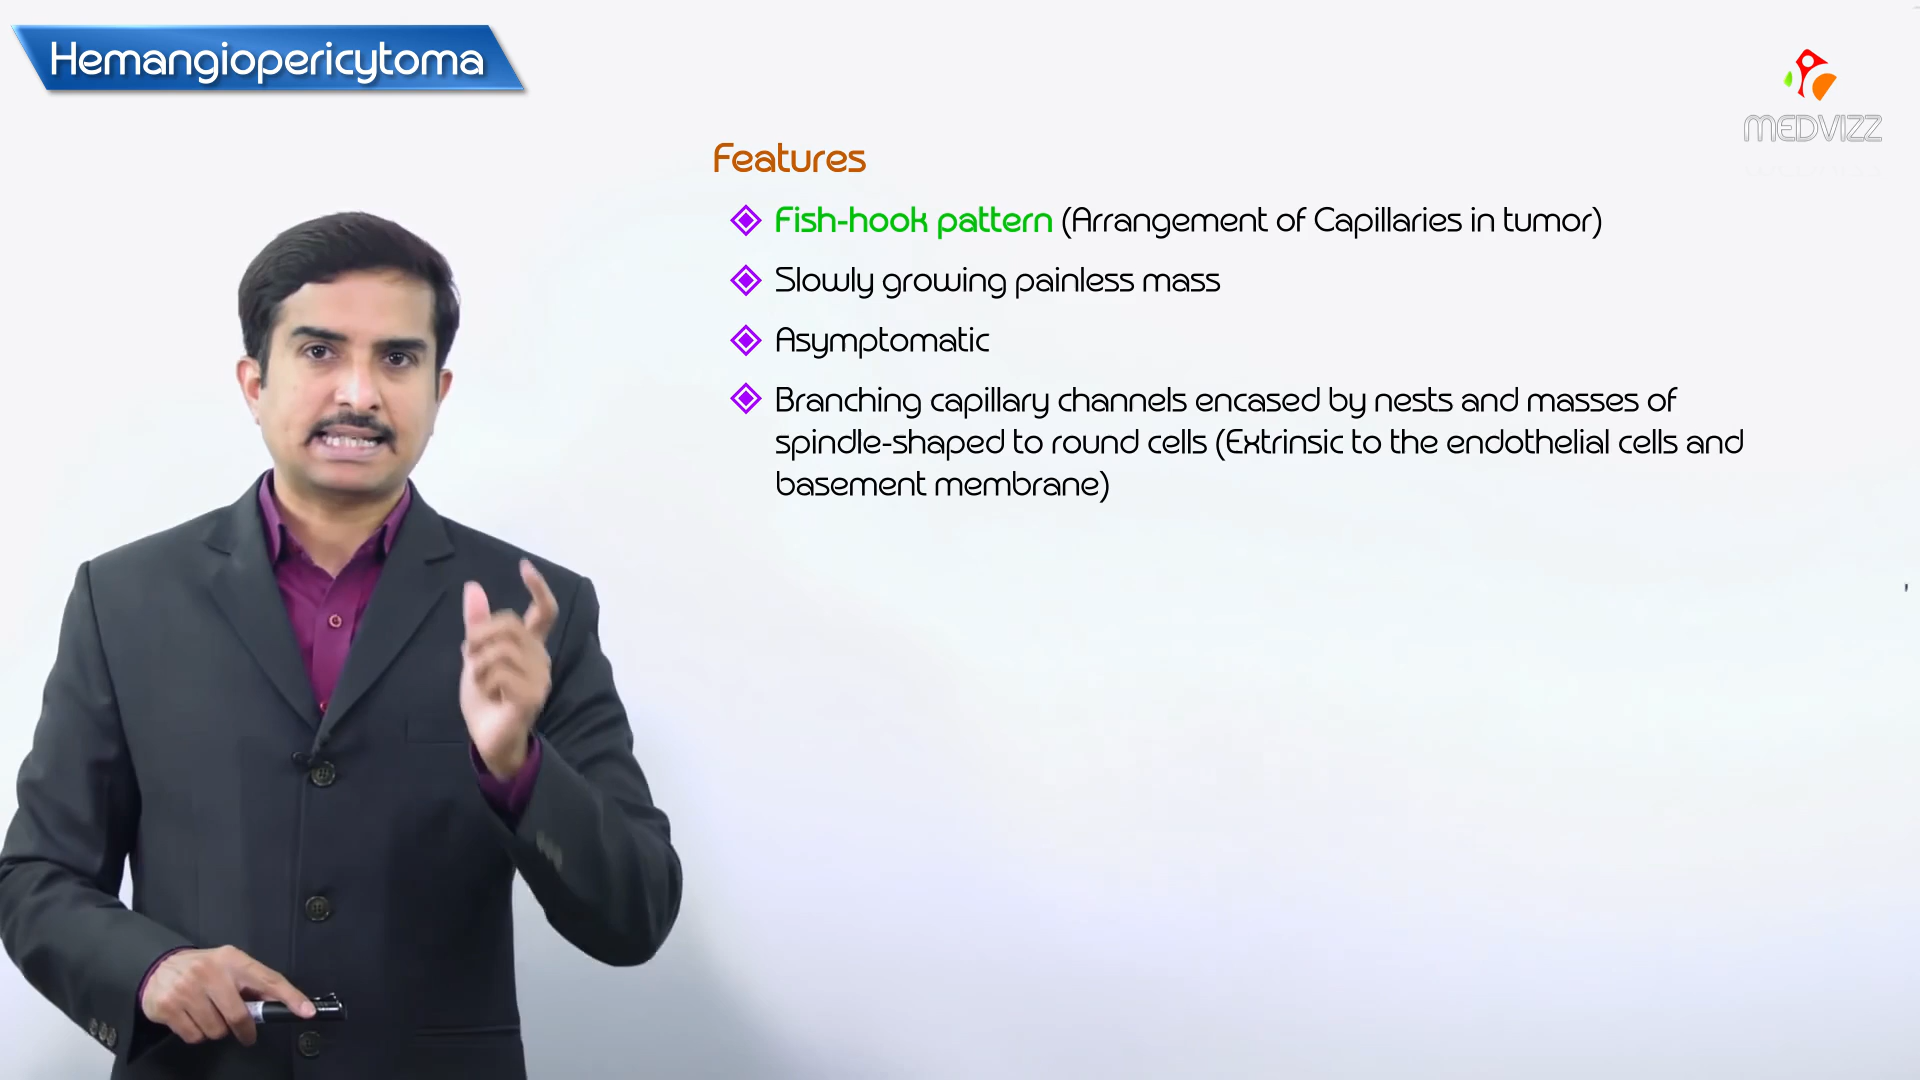 Hemangiopericytoma
MEDVIZZ
Features
Fish-hook pattern (Arrangement of Capillaries in tumor)
Slowly growing painless mass
Asymptomatic
Branching capillary channels encased by nests and masses of
spindle-shaped to round cells (Extrinsic to the endothelial cells and
basement membrane)